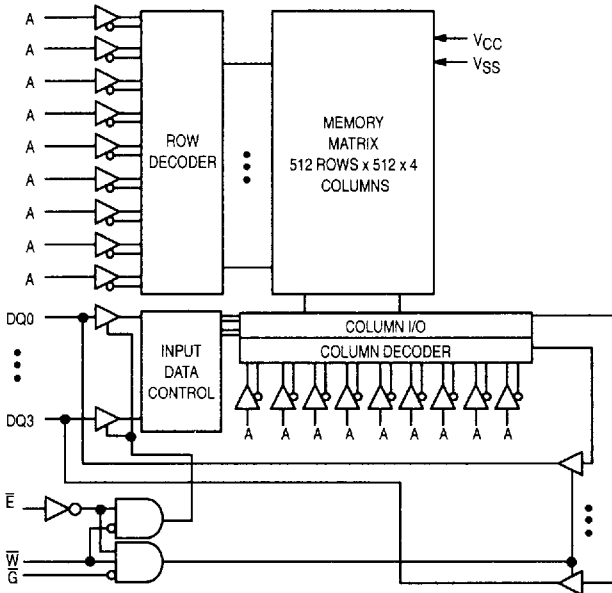 A
A
A
A
A
A
A
A
A
ROW
DECODER
MEMORY
MATRIX
512 ROWS x 512 x 4
COLUMNS
VCC
VSS
DQ0
DQ3
INPUT
DATA
CONTROL
COLUMN I/O
COLUMN DECODER
A A A A A A A A A
E̅
W̅
G̅